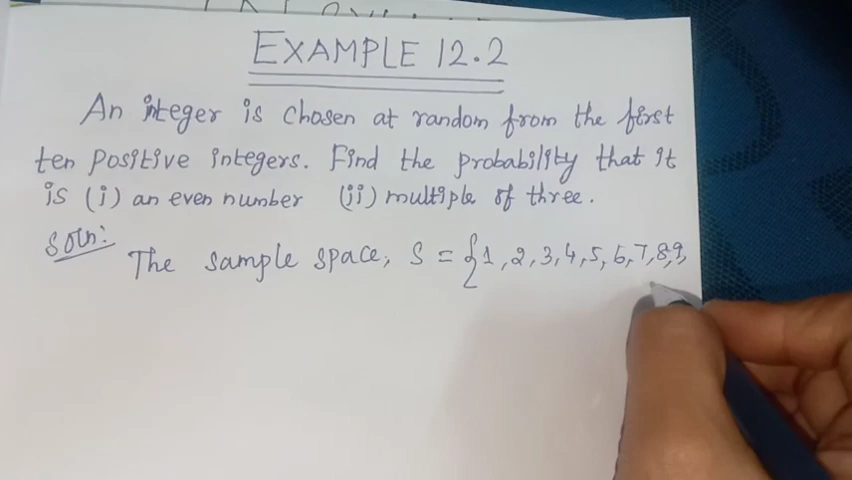 EXAMPLE 12.2
An integer is chosen at random from the first
ten positive integers. Find the probability that it
is (i) an even number (ii) multiple of three.
Soln:
The sample space, S = {1,2,3,4,5,6,7,8,9,